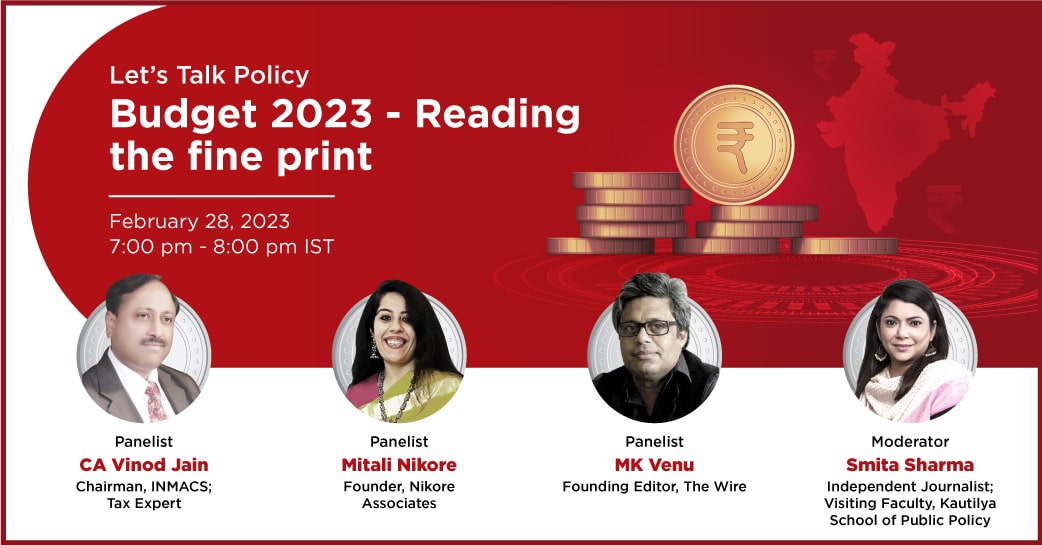 Let's Talk Policy
Budget 2023 - Reading
the fine print
February 28, 2023
7:00 pm - 8:00 pm IST
₹
₹
₹
Panelist
CA Vinod Jain
Chairman, INMACS;
Tax Expert
Panelist
Mitali Nikore
Founder, Nikore
Associates
Panelist
MK Venu
Founding Editor, The Wire
Moderator
Smita Sharma
Independent Journalist;
Visiting Faculty, Kautilya
School of Public Policy